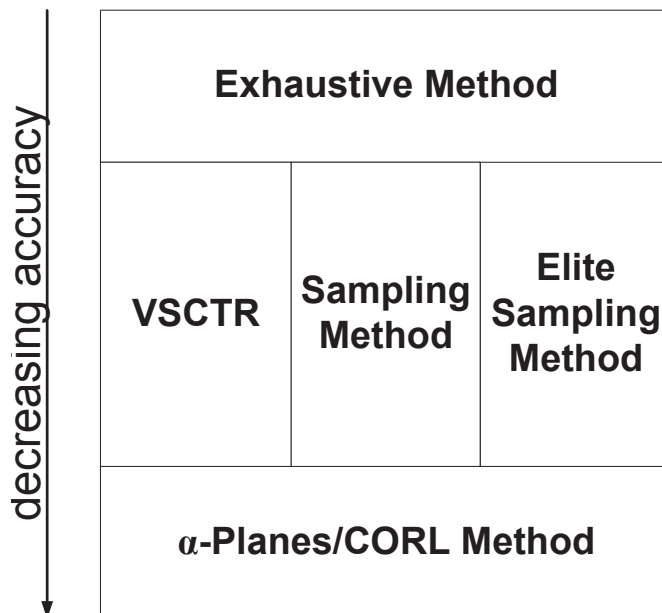 decreasing accuracy
Exhaustive Method
VSCTR
Sampling
Method
Elite
Sampling
Method
α-Planes/CORL Method